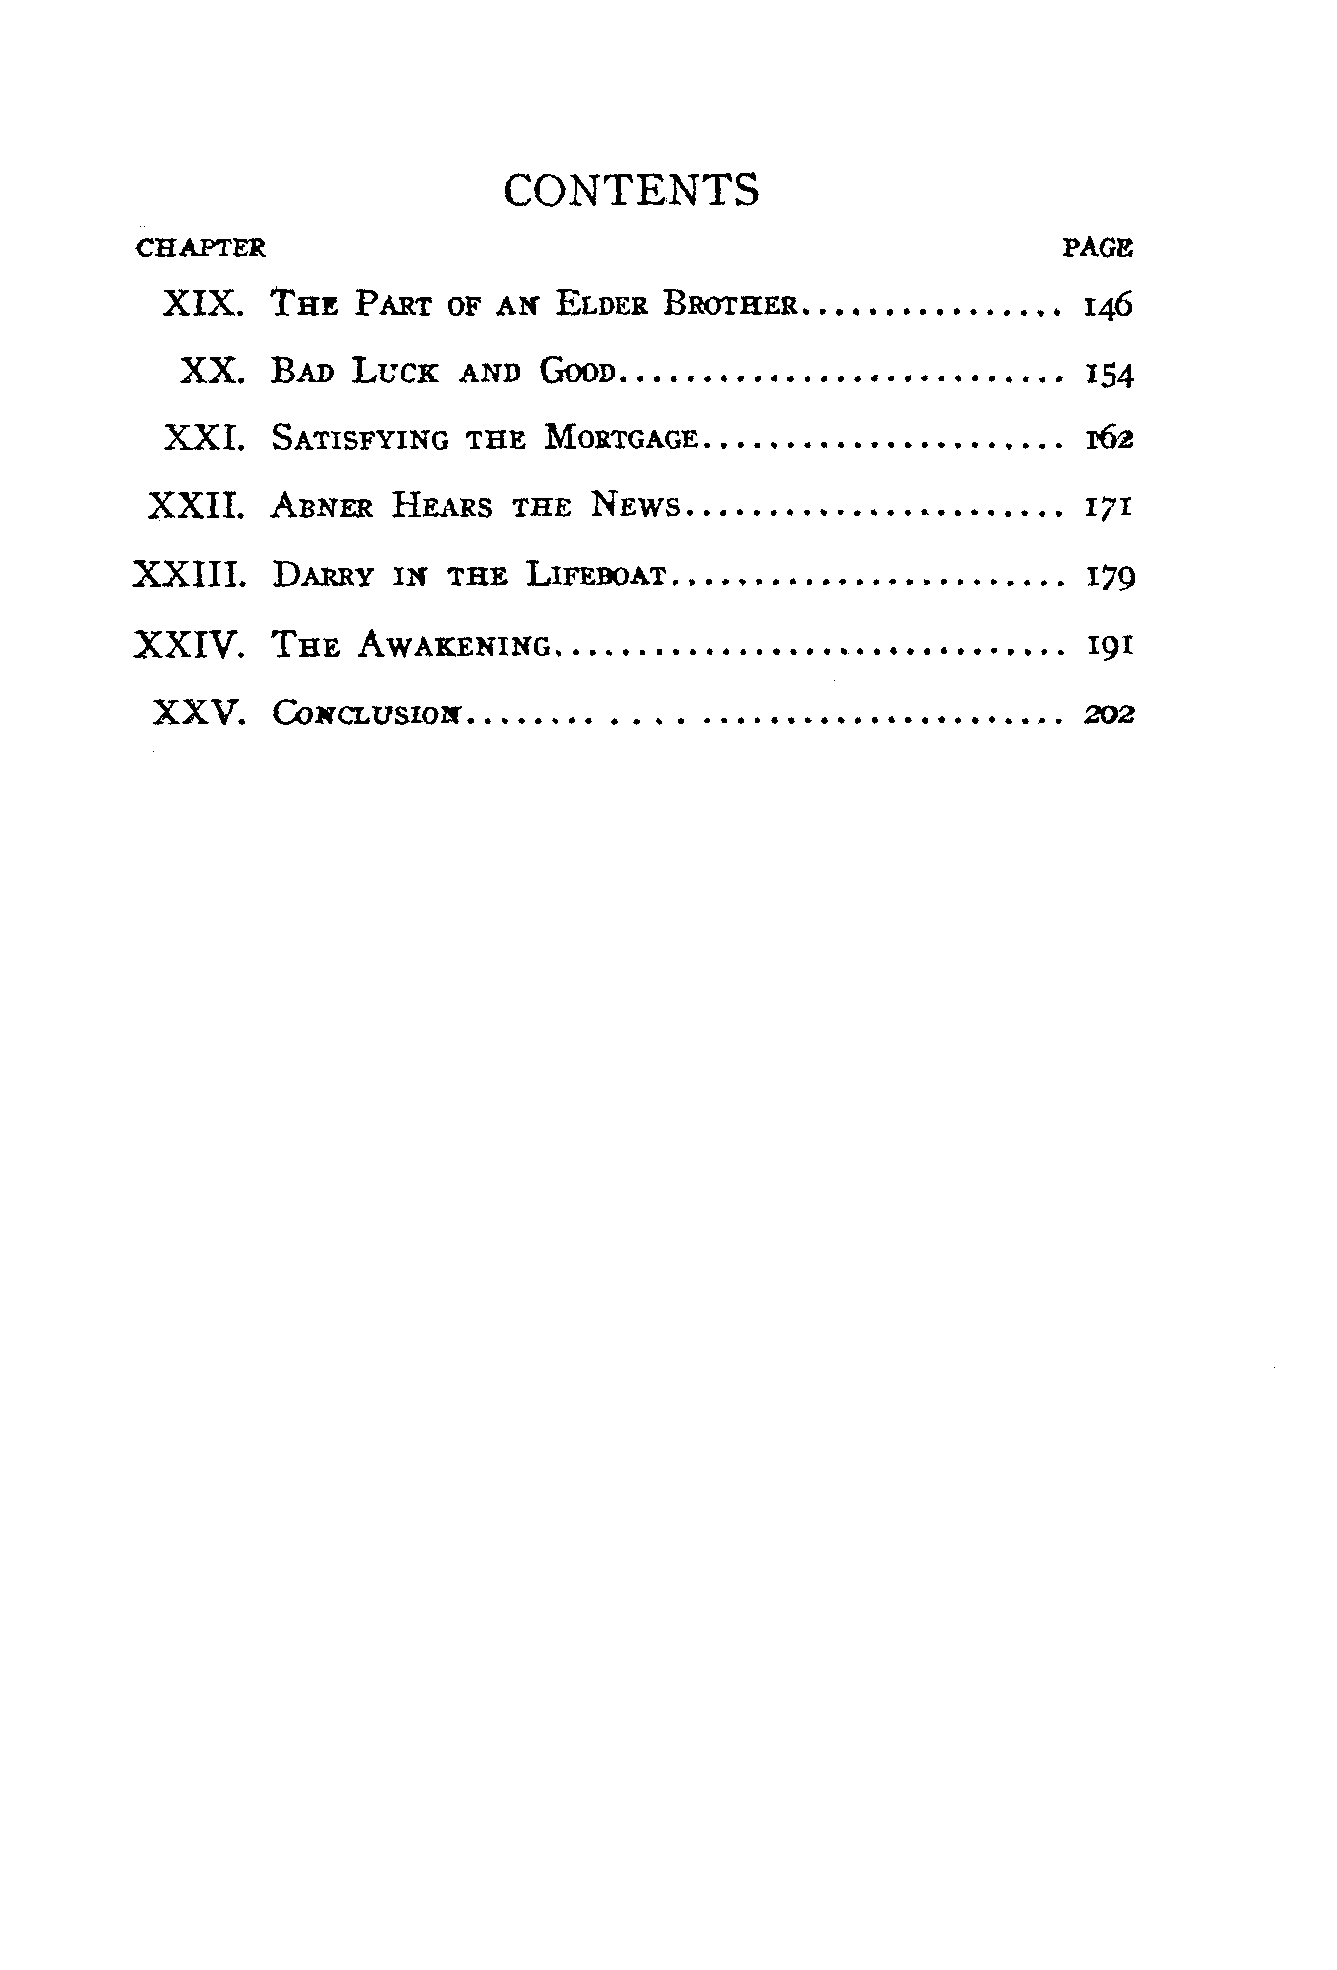 CONTENTS
CHAPTER PAGE
XIX. The Part of an Elder Brother................ 146
XX. Bad Luck and Good........................... 154
XXI. Satisfying the Mortgage...................... 162
XXII. Abner Hears the News....................... 171
XXIII. Darry in the Lifeboat........................ 179
XXIV. The Awakening............................... 191
XXV. Conclusion........ .... ...................... 202